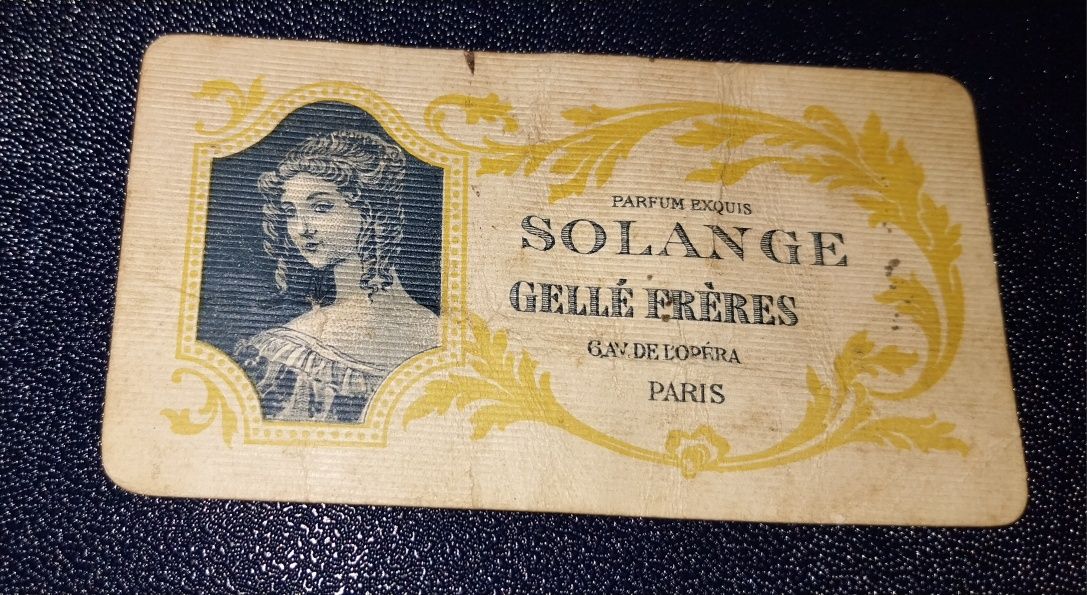 PARFUM EXQUIS
SOLANGE
GELLÉ FRÈRES
6, AV. DE L'OPÉRA
PARIS